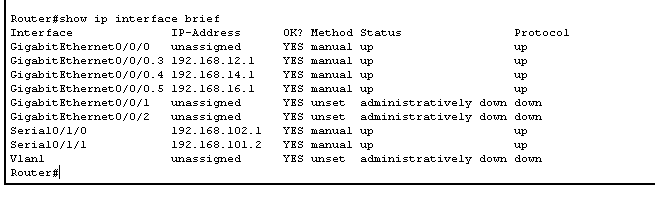 Router#show ip interface brief
Interface IP-Address OK? Method Status Protocol
GigabitEthernet0/0/0 unassigned YES manual up up
GigabitEthernet0/0/0.3 192.168.12.1 YES manual up up
GigabitEthernet0/0/0.4 192.168.14.1 YES manual up up
GigabitEthernet0/0/0.5 192.168.16.1 YES manual up up
GigabitEthernet0/0/1 unassigned YES unset administratively down down
GigabitEthernet0/0/2 unassigned YES unset administratively down down
Serial0/1/0 192.168.102.1 YES manual up up
Serial0/1/1 192.168.101.2 YES manual up up
Vlan1 unassigned YES unset administratively down down
Router#